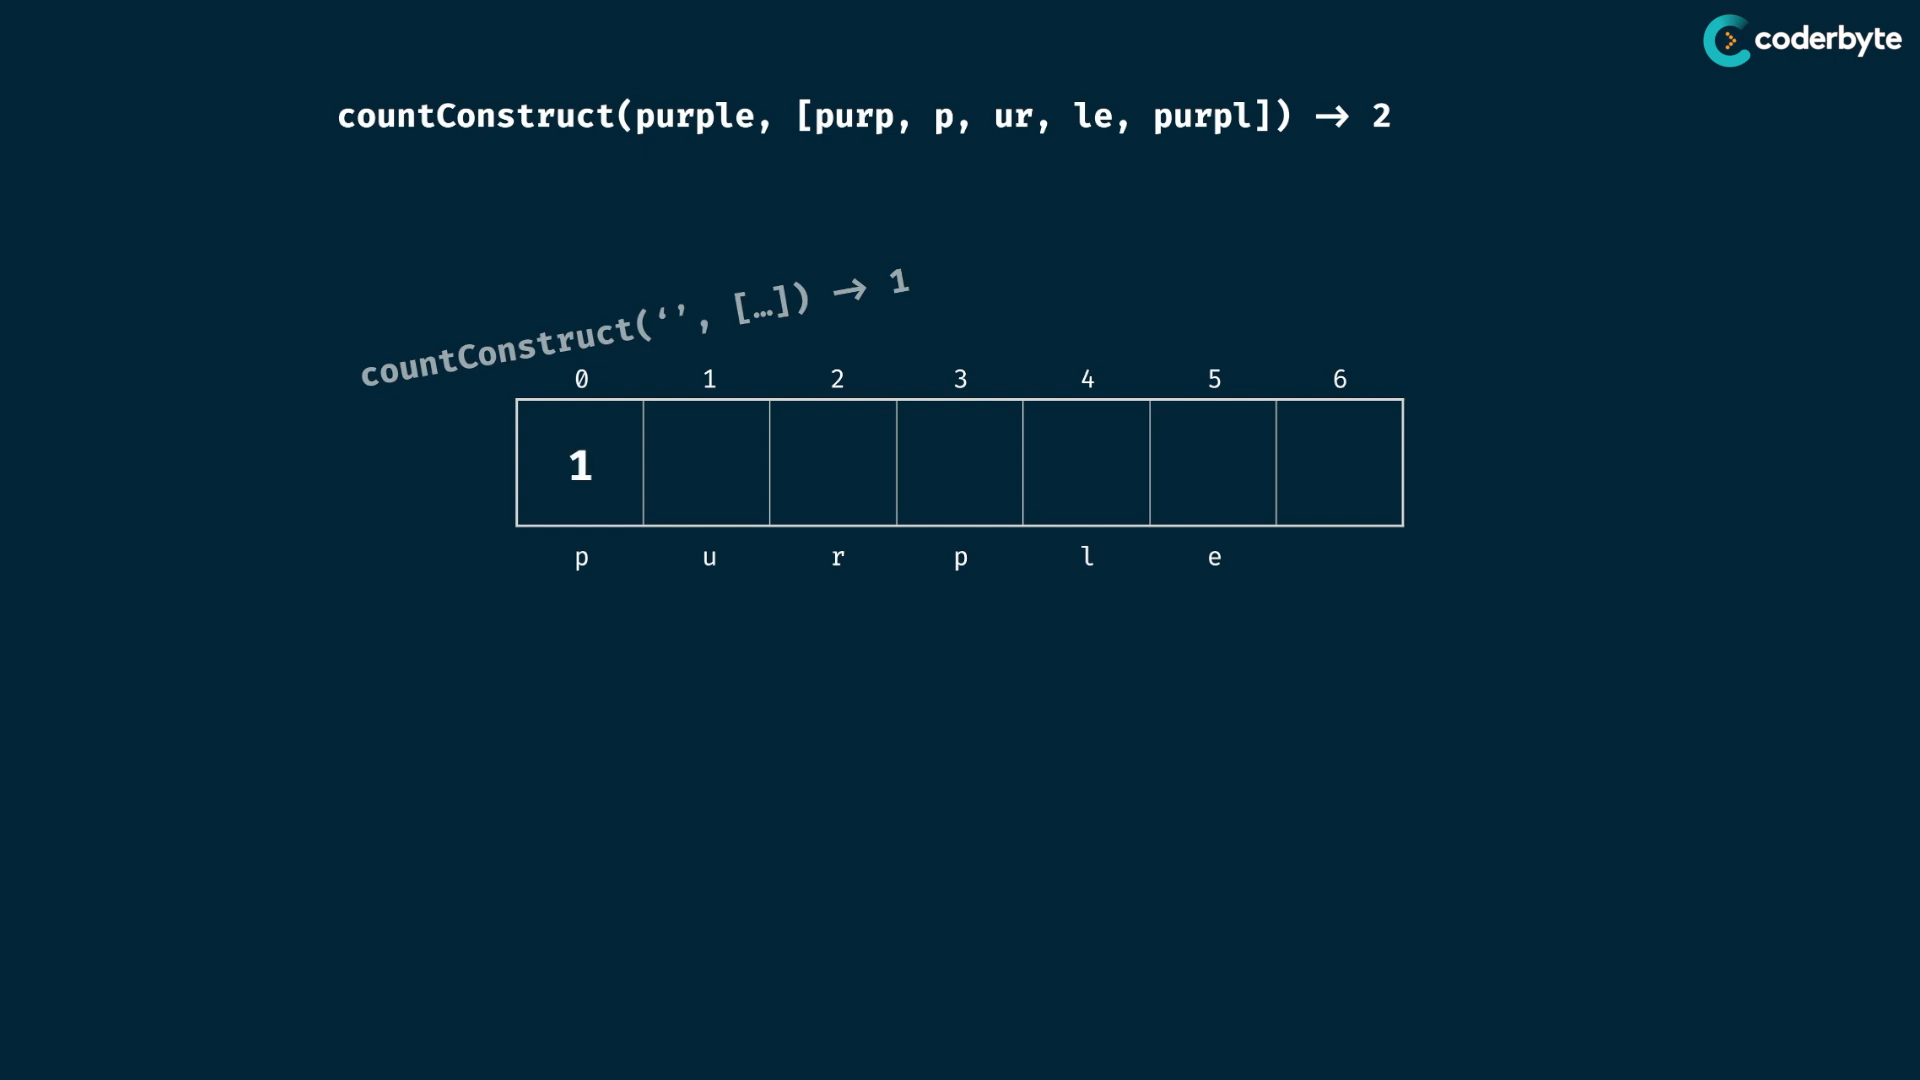 coderbyte
countConstruct(purple, [purp, p, ur, le, purpl]) → 2
countConstruct(‘’, […]) → 1
0 1 2 3 4 5 6
1
p u r p l e